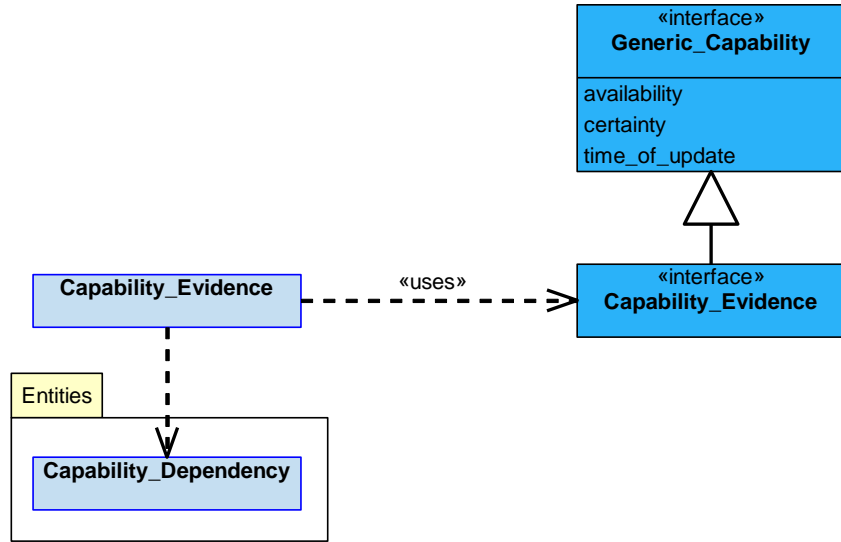 «interface»
Generic_Capability
availability
certainty
time_of_update
Capability_Evidence
«uses»
«interface»
Capability_Evidence
Entities
Capability_Dependency